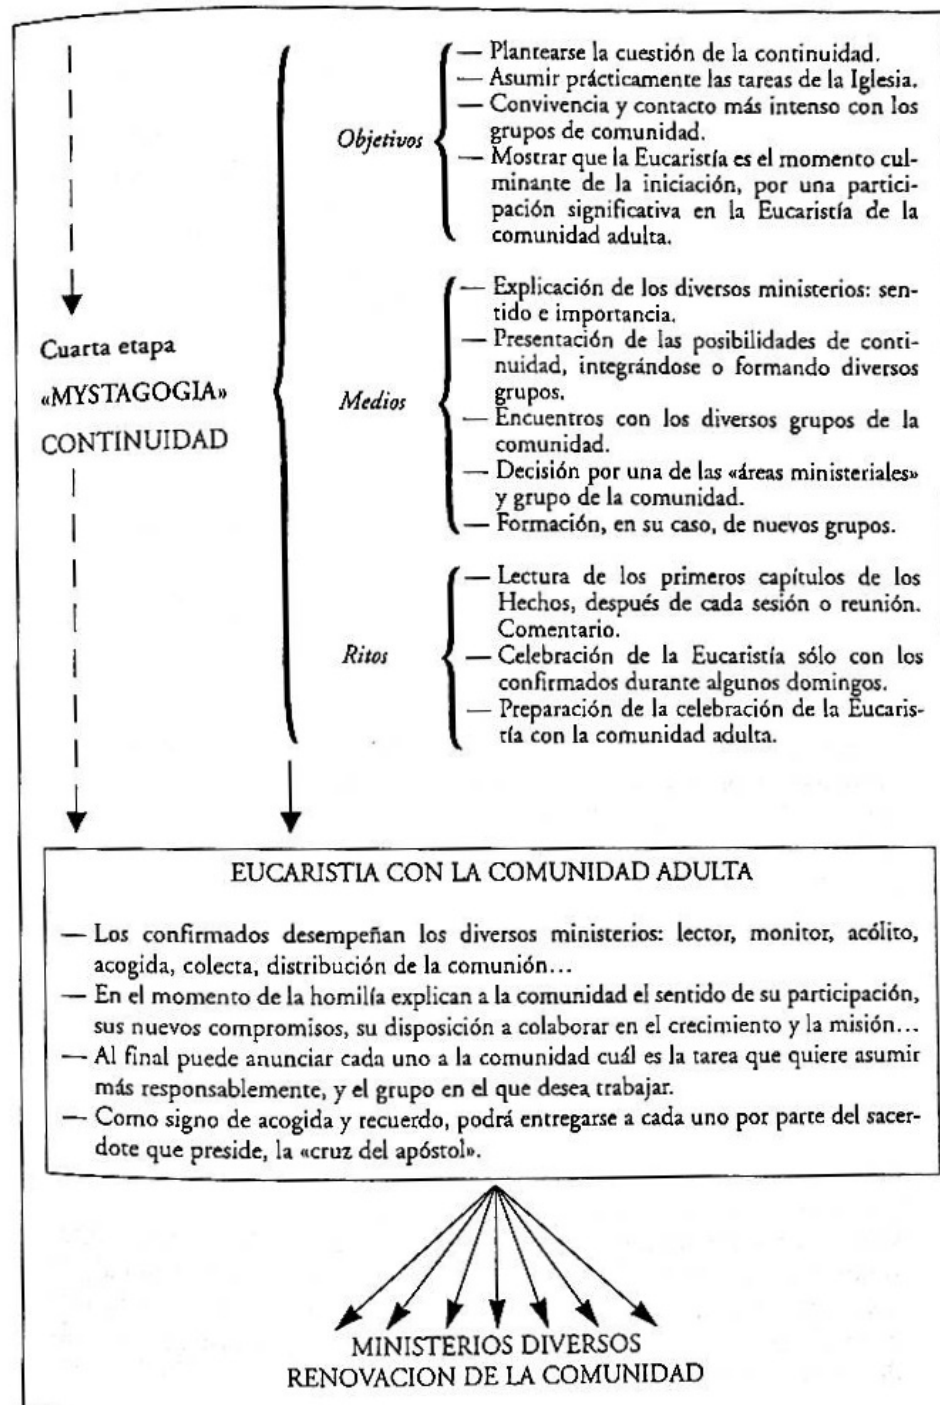 — Plantearse la cuestión de la continuidad.
— Asumir prácticamente las tareas de la Iglesia.
— Convivencia y contacto más intenso con los
grupos de comunidad.
Objetivos
— Mostrar que la Eucaristía es el momento cul-
minante de la iniciación, por una partici-
pación significativa en la Eucaristía de la
comunidad adulta.
Cuarta etapa
«MYSTAGOGIA»
CONTINUIDAD
— Explicación de los diversos ministerios: sen-
tido e importancia.
— Presentación de las posibilidades de conti-
nuidad, integrándose o formando diversos
grupos.
Medios
— Encuentros con los diversos grupos de la
comunidad.
— Decisión por una de las «áreas ministeriales»
y grupo de la comunidad.
— Formación, en su caso, de nuevos grupos.
— Lectura de los primeros capítulos de los
Hechos, después de cada sesión o reunión.
Comentario.
Ritos
— Celebración de la Eucaristía sólo con los
confirmados durante algunos domingos.
— Preparación de la celebración de la Eucaris-
tía con la comunidad adulta.
EUCARISTIA CON LA COMUNIDAD ADULTA
— Los confirmados desempeñan los diversos ministerios: lector, monitor, acólito,
acogida, colecta, distribución de la comunión...
— En el momento de la homilía explican a la comunidad el sentido de su participación,
sus nuevos compromisos, su disposición a colaborar en el crecimiento y la misión...
— Al final puede anunciar cada uno a la comunidad cuál es la tarea que quiere asumir
más responsablemente, y el grupo en el que desea trabajar.
— Como signo de acogida y recuerdo, podrá entregarse a cada uno por parte del sacer-
dote que preside, la «cruz del apóstol».
MINISTERIOS DIVERSOS
RENOVACION DE LA COMUNIDAD